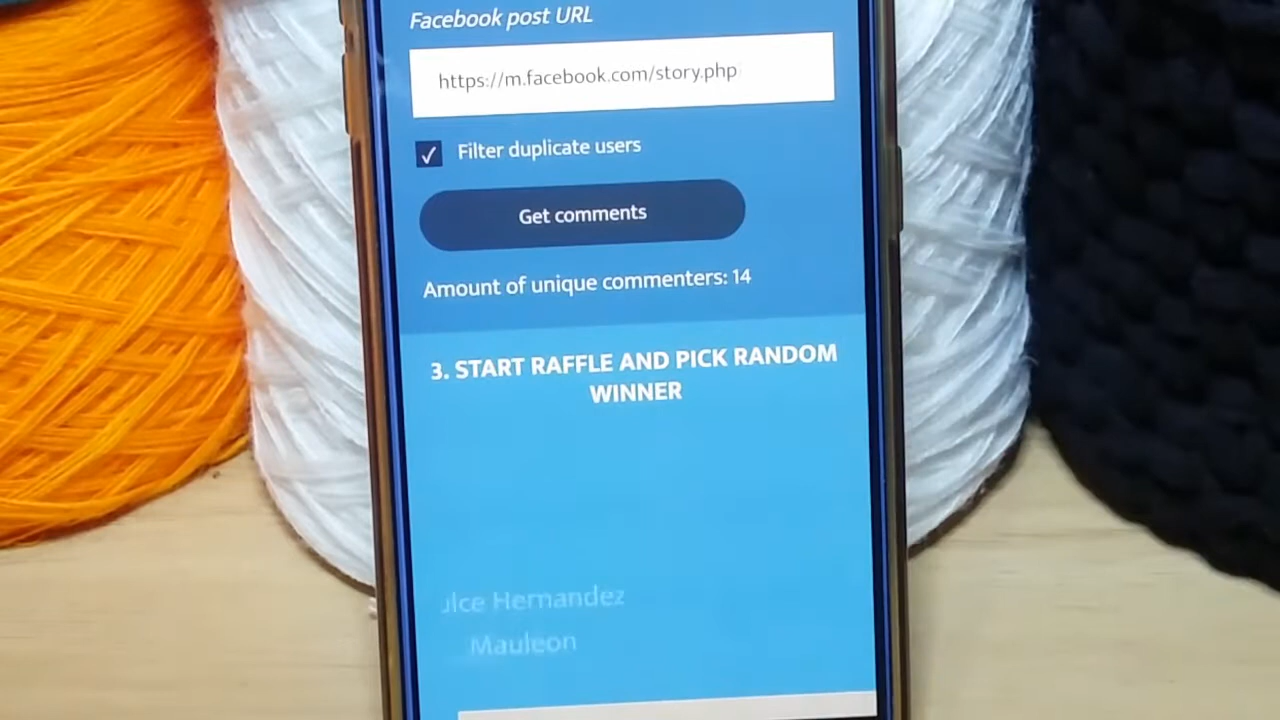 Facebook post URL
https://m.facebook.com/story.php
Filter duplicate users
Get comments
Amount of unique commenters: 14
3. START RAFFLE AND PICK RANDOM
WINNER
Hernandez
Mauleon